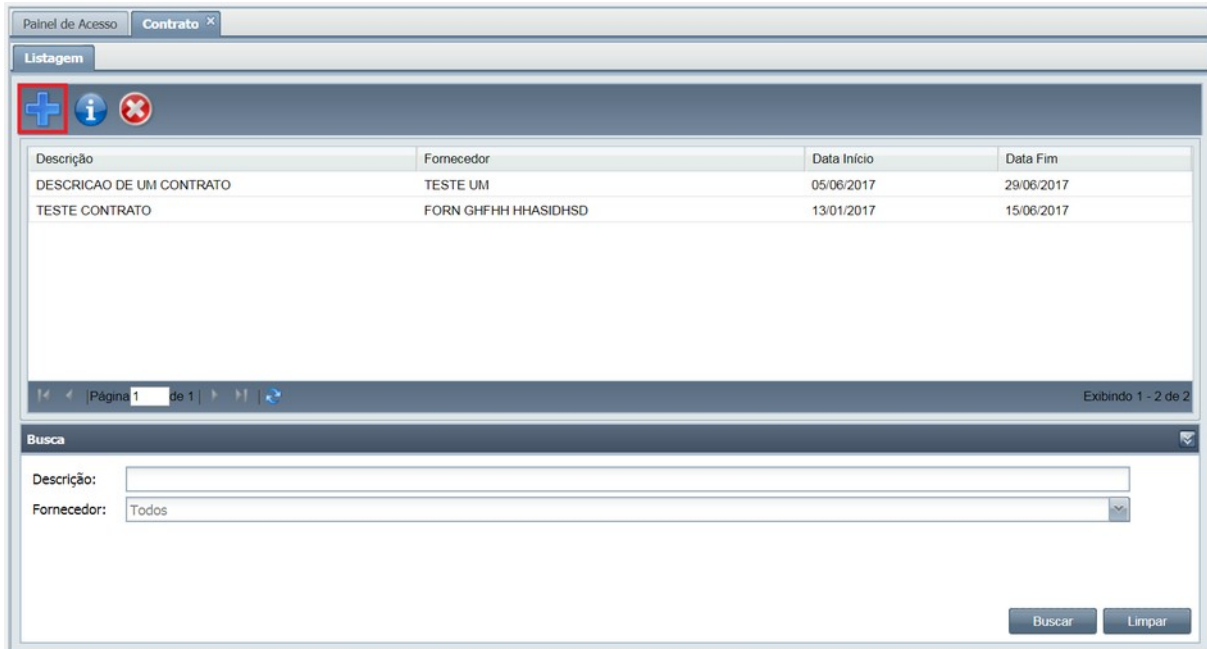 Painel de Acesso Contrato
Listagem
Descrição Fornecedor Data Início Data Fim
DESCRICAO DE UM CONTRATO TESTE UM 05/06/2017 29/06/2017
TESTE CONTRATO FORN GHFHH HHASIDHSD 13/01/2017 15/06/2017
Página 1 de 1 Exibindo 1 - 2 de 2
Busca
Descrição:
Fornecedor: Todos
Buscar Limpar